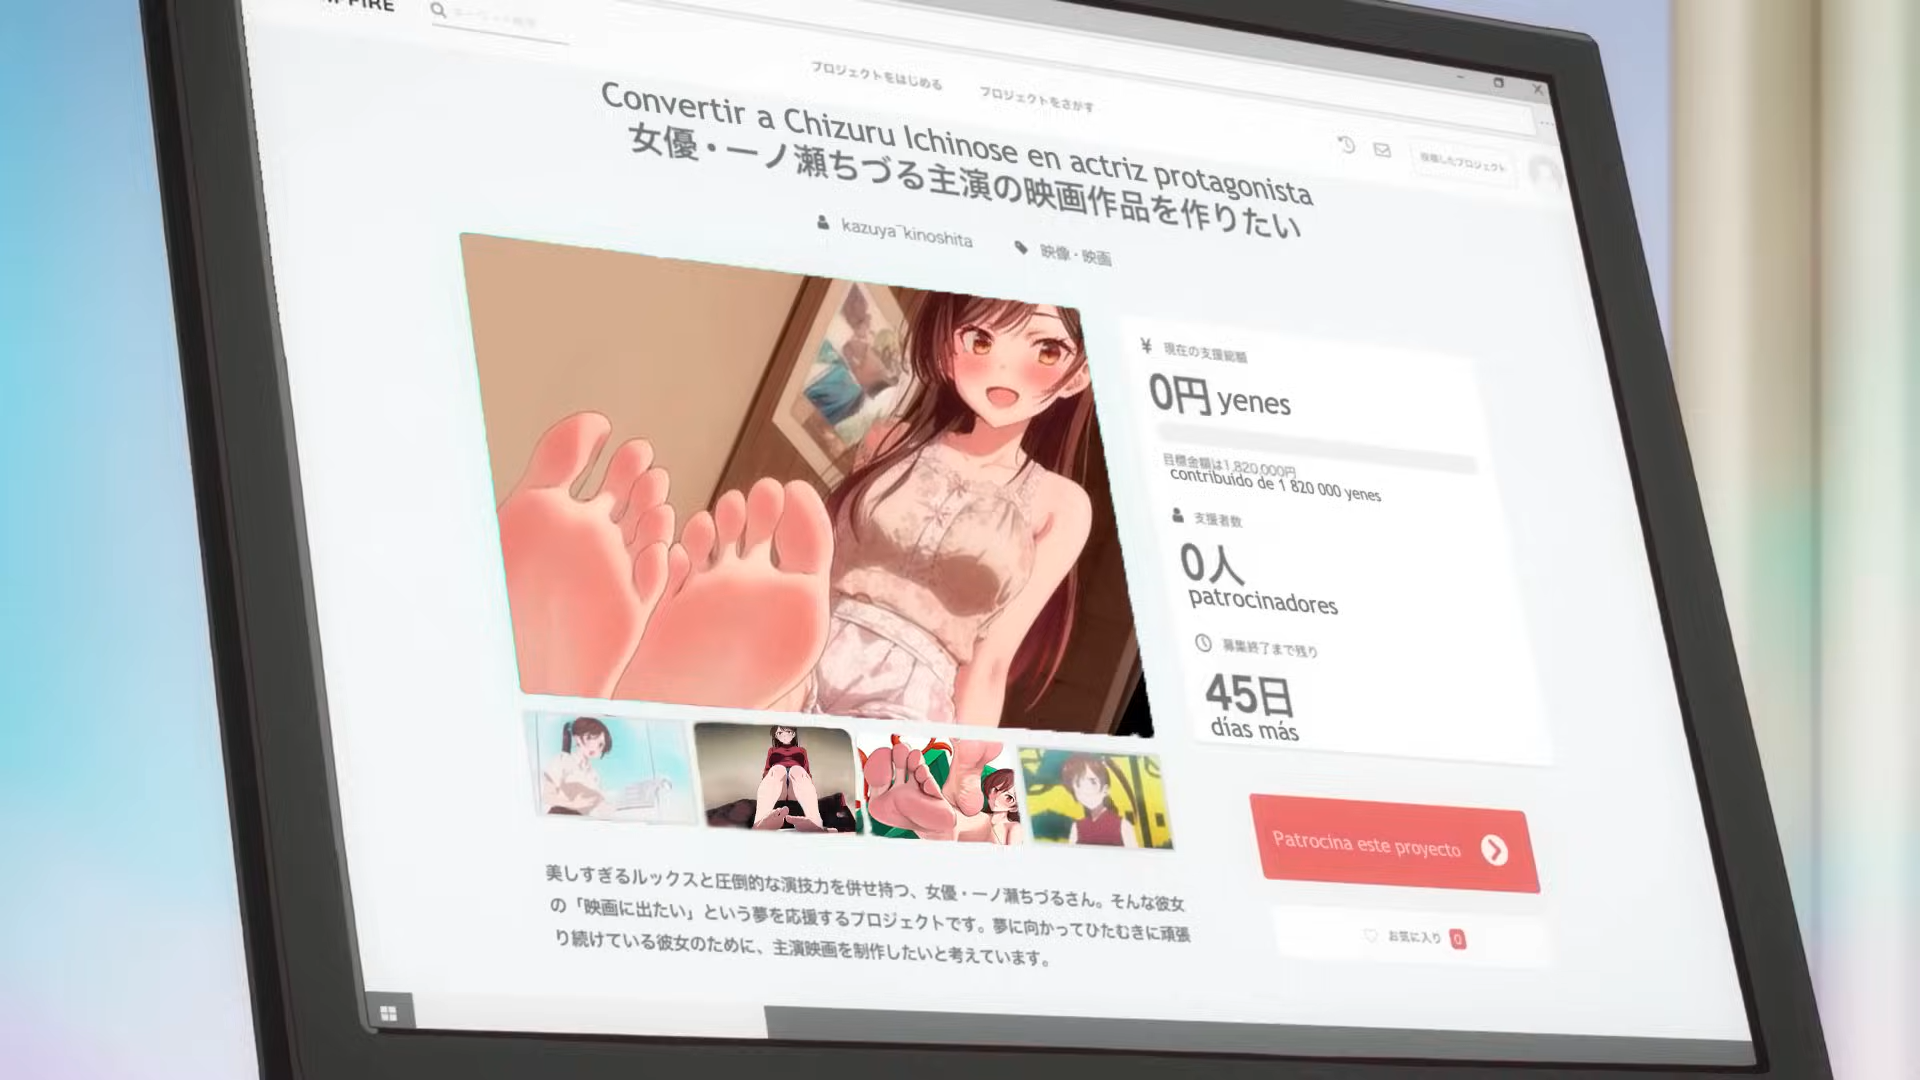 プロジェクトをはじめる
プロジェクトをさがす
Convertir a Chizuru Ichinose en actriz protagonista
女優・一ノ瀬ちづる主演の映画作品を作りたい
kazuya_kinoshita
映像・映画
¥ 現在の支援総額
0円 yenes
目標金額は1,820,000円
contribuido de 1 820 000 yenes
支援者数
0人
patrocinadores
募集終了まで残り
45日
días más
Patrocina este proyecto
お気に入り 0
美しすぎるルックスと圧倒的な演技力を併せ持つ、女優・一ノ瀬ちづるさん。そんな彼女
の「映画に出たい」という夢を応援するプロジェクトです。夢に向かってひたむきに頑張
り続けている彼女のために、主演映画を制作したいと考えています。